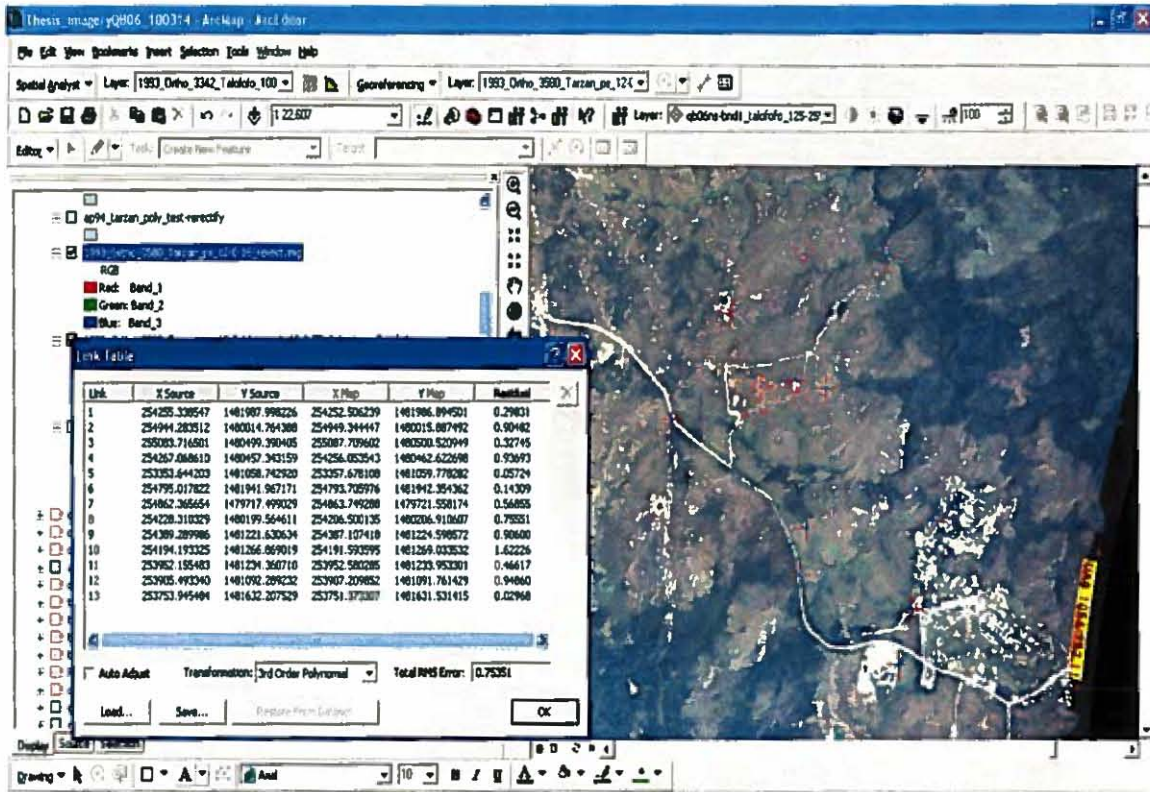 ArcMap
File Edit View Bookmarks Insert Selection Tools Window Help
Spatial Analyst Layer: 1993_Ortho_3342_Talofofo_100 Georeferencing Layer: 1993_Ortho_3580_Tarzan_px_12-
1:22,607 Layer: 100
Editor Task: Create New Feature Target:
ap94_tarzan_poly_test-rerectify
RGB
Red: Band_1
Green: Band_2
Blue: Band_3
Link Table
Link X Source Y Source X Map Y Map Residual
1 254255.338547 1481987.998226 254252.506239 1481986.894501 0.29831
2 254944.283512 1480014.764388 254949.344447 1480015.887492 0.90482
3 255083.716501 1480499.390405 255087.709602 1480500.520949 0.32745
4 254267.068610 1480457.343159 254256.053543 1480462.622698 0.93693
5 253353.644203 1481058.742920 253357.678108 1481059.778282 0.05724
6 254795.017822 1481941.967171 254793.705976 1481942.354362 0.14309
7 254862.365654 1479717.499029 254863.749280 1479721.558174 0.56855
8 254228.310329 1480199.564611 254206.500135 1480206.910607 0.75551
9 254389.289986 1481221.630634 254387.107410 1481224.598572 0.90600
10 254194.193325 1481266.869019 254191.593595 1481269.033532 1.62226
11 253952.155483 1481234.360710 253952.580285 1481233.953301 0.46617
12 253905.493340 1481092.289232 253907.209852 1481091.761429 0.94860
13 253753.945404 1481632.207529 253751.373307 1481631.531415 0.02968
Auto Adjust Transformation: 3rd Order Polynomial Total RMS Error: 0.75351
Load... Save... Restore From Dataset OK
Display Source Selection
Drawing A Arial 10 B I U A